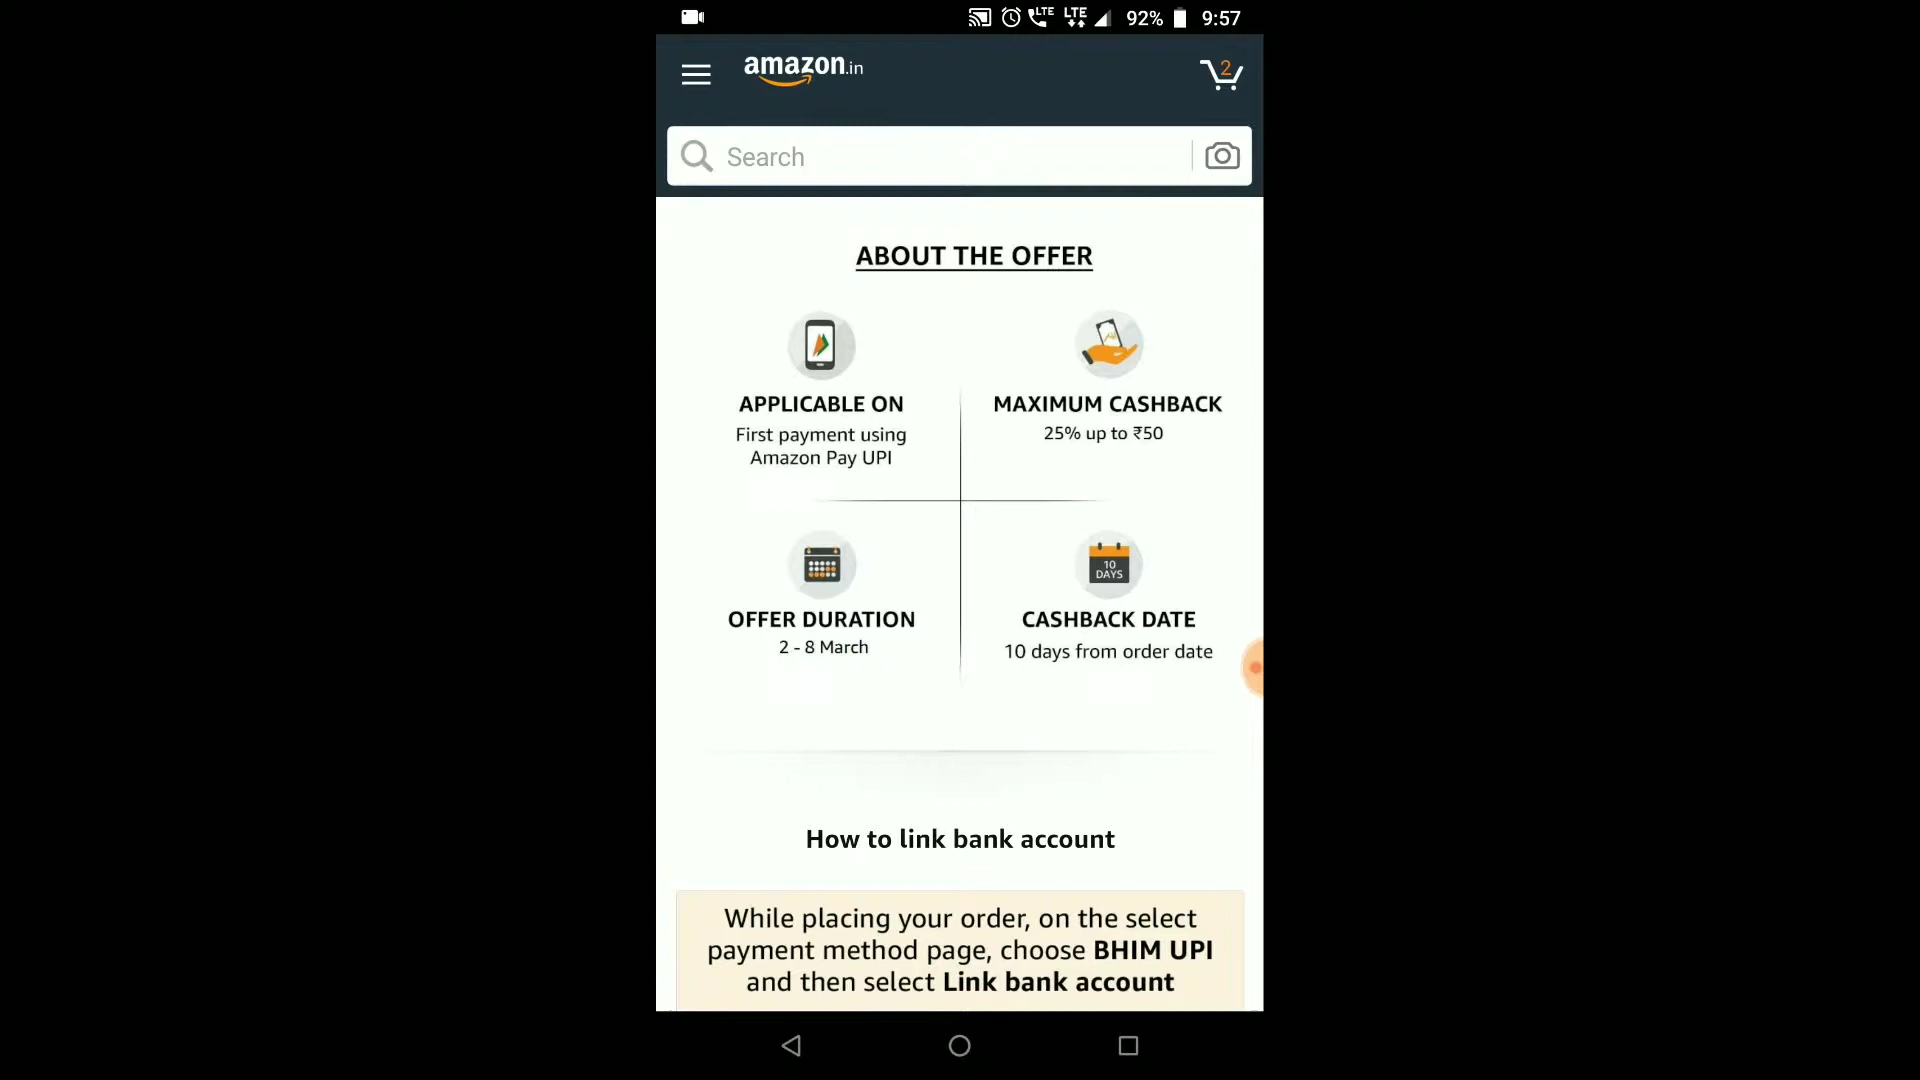 LTE LTE 92% 9:57
amazon.in
2
Search
ABOUT THE OFFER
APPLICABLE ON
First payment using
Amazon Pay UPI
MAXIMUM CASHBACK
25% up to ₹50
OFFER DURATION
2 - 8 March
10
DAYS
CASHBACK DATE
10 days from order date
How to link bank account
While placing your order, on the select
payment method page, choose BHIM UPI
and then select Link bank account